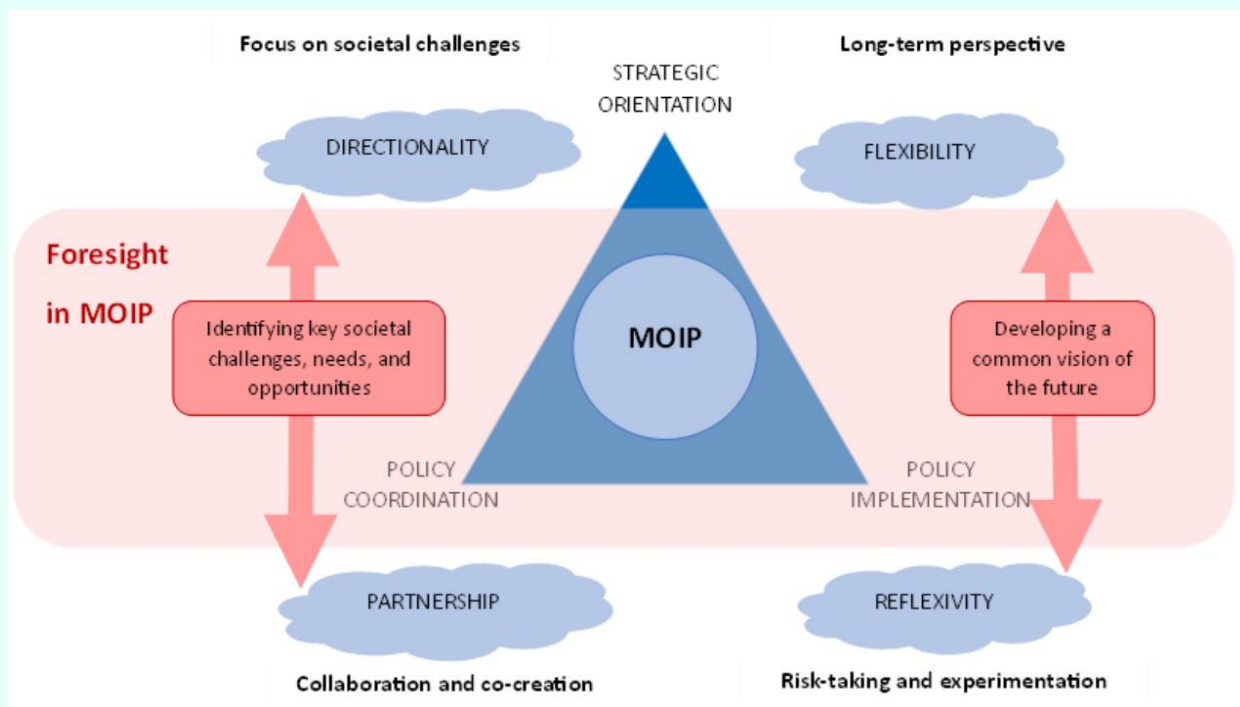 Focus on societal challenges
Long-term perspective
STRATEGIC
ORIENTATION
DIRECTIONALITY
FLEXIBILITY
Foresight
in MOIP
Identifying key societal
challenges, needs, and
opportunities
MOIP
Developing a
common vision of
the future
POLICY
COORDINATION
POLICY
IMPLEMENTATION
PARTNERSHIP
REFLEXIVITY
Collaboration and co-creation
Risk-taking and experimentation